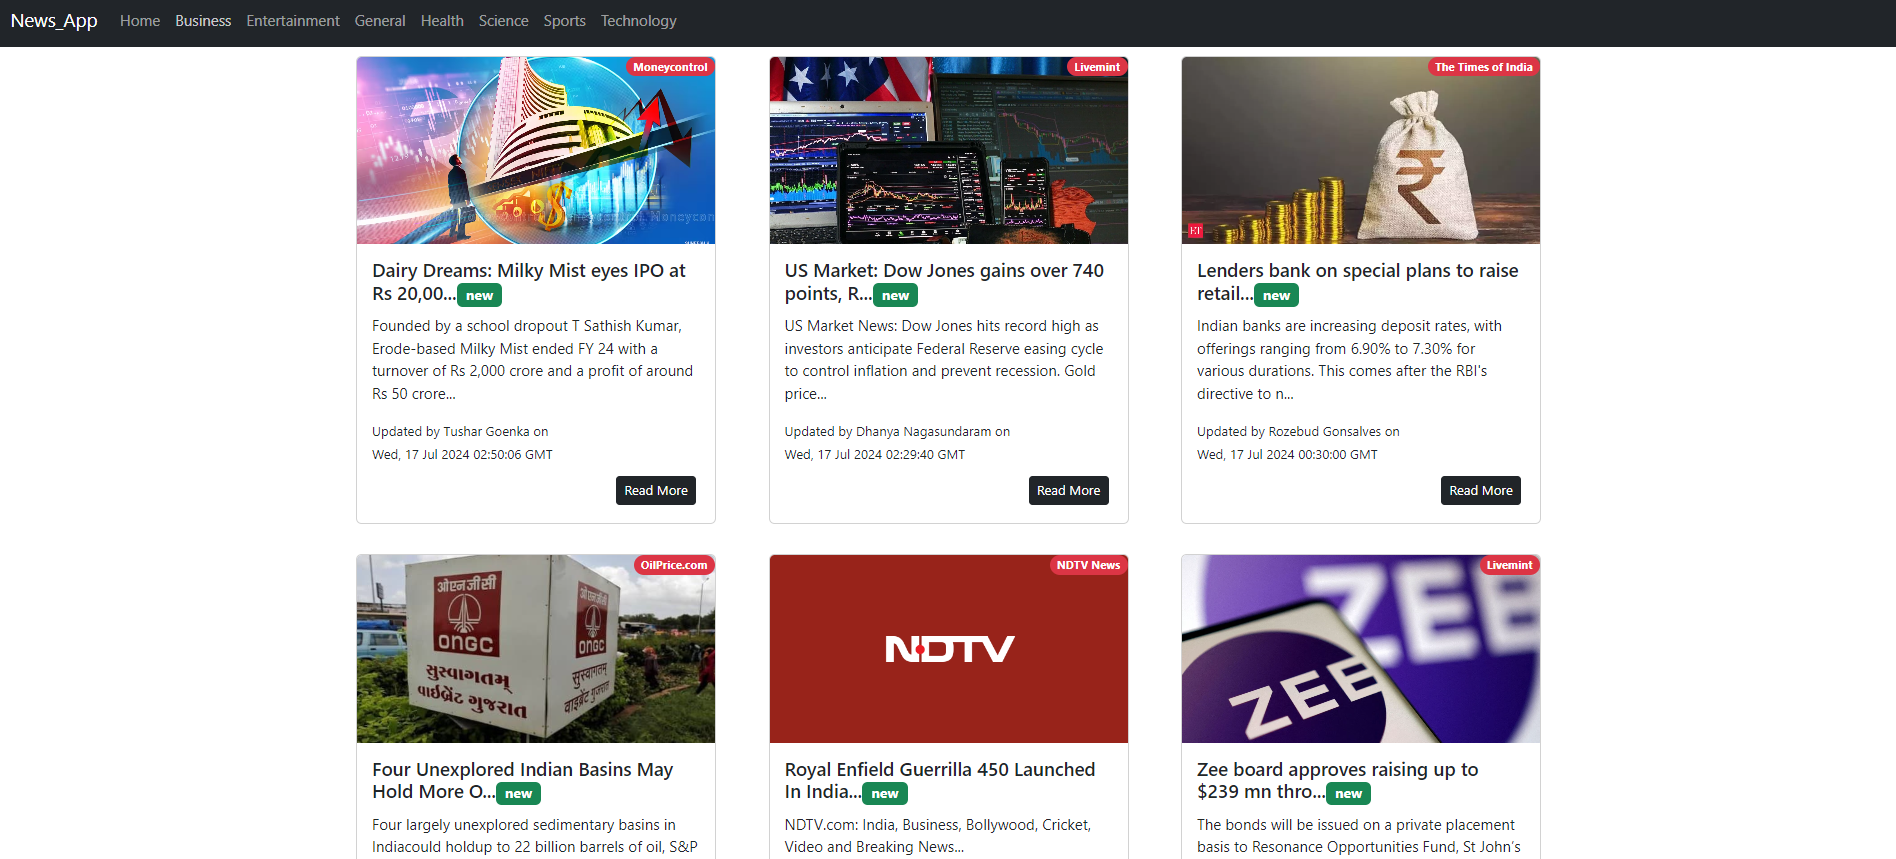 News_App Home Business Entertainment General Health Science Sports Technology
Moneycontrol
Dairy Dreams: Milky Mist eyes IPO at
Rs 20,00... new
Founded by a school dropout T Sathish Kumar,
Erode-based Milky Mist ended FY 24 with a
turnover of Rs 2,000 crore and a profit of around
Rs 50 crore...
Updated by Tushar Goenka on
Wed, 17 Jul 2024 02:50:06 GMT
Read More
Livemint
US Market: Dow Jones gains over 740
points, R... new
US Market News: Dow Jones hits record high as
investors anticipate Federal Reserve easing cycle
to control inflation and prevent recession. Gold
price...
Updated by Dhanya Nagasundaram on
Wed, 17 Jul 2024 02:29:40 GMT
Read More
The Times of India
ET
Lenders bank on special plans to raise
retail... new
Indian banks are increasing deposit rates, with
offerings ranging from 6.90% to 7.30% for
various durations. This comes after the RBI's
directive to n...
Updated by Rozebud Gonsalves on
Wed, 17 Jul 2024 00:30:00 GMT
Read More
OilPrice.com
ओएनजीसी
ONGC
સુસ્વાગતમ્
વાઈબ્રેંટ ગુજરાત
ONGC
Four Unexplored Indian Basins May
Hold More O... new
Four largely unexplored sedimentary basins in
Indiacould holdup to 22 billion barrels of oil, S&P
NDTV News
NDTV
Royal Enfield Guerrilla 450 Launched
In India... new
NDTV.com: India, Business, Bollywood, Cricket,
Video and Breaking News...
Livemint
ZEE
ZEE
Zee board approves raising up to
$239 mn thro... new
The bonds will be issued on a private placement
basis to Resonance Opportunities Fund, St John's